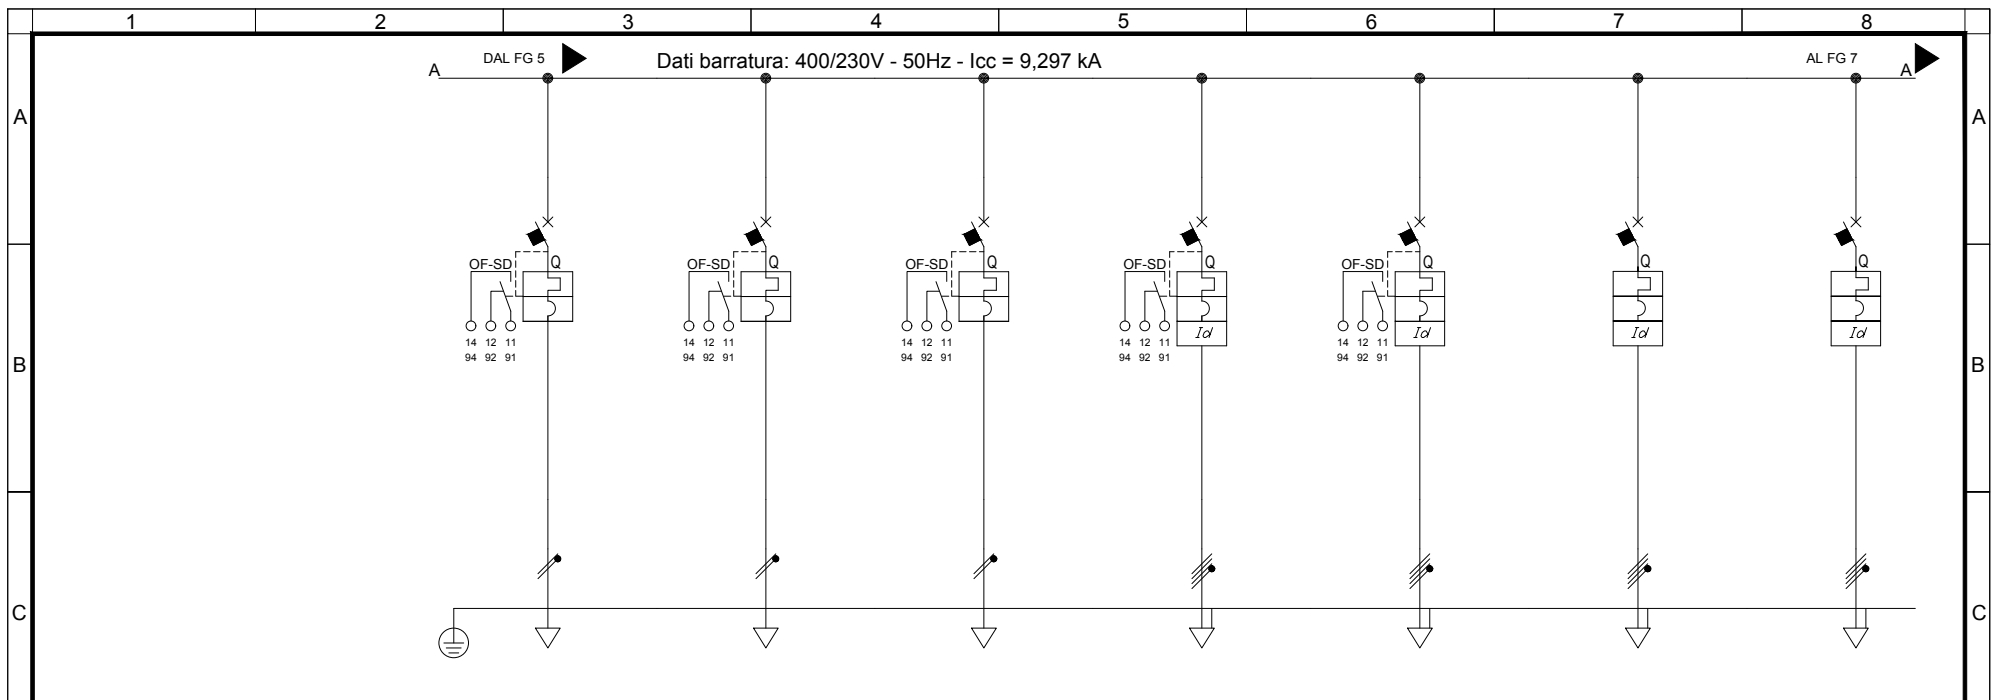 1 2 3 4 5 6 7 8
DAL FG 5 Dati barratura: 400/230V - 50Hz - Icc = 9,297 kA AL FG 7
A A
A A
OF-SD Q OF-SD Q OF-SD Q OF-SD Q OF-SD Q Q Q
14 12 11 14 12 11 14 12 11 Id 14 12 11 Id 14 12 11 Id Id
94 92 91 94 92 91 94 92 91 94 92 91 94 92 91
B B
C C